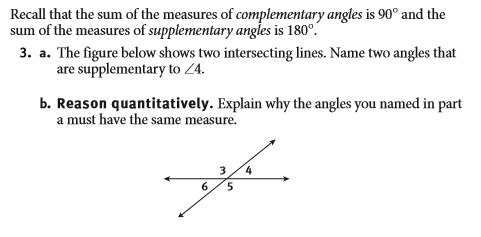 Recall that the sum of the measures of complementary angles is 90° and the
sum of the measures of supplementary angles is 180°.
3. a. The figure below shows two intersecting lines. Name two angles that
are supplementary to ∠4.
b. Reason quantitatively. Explain why the angles you named in part
a must have the same measure.
3 4
6 5